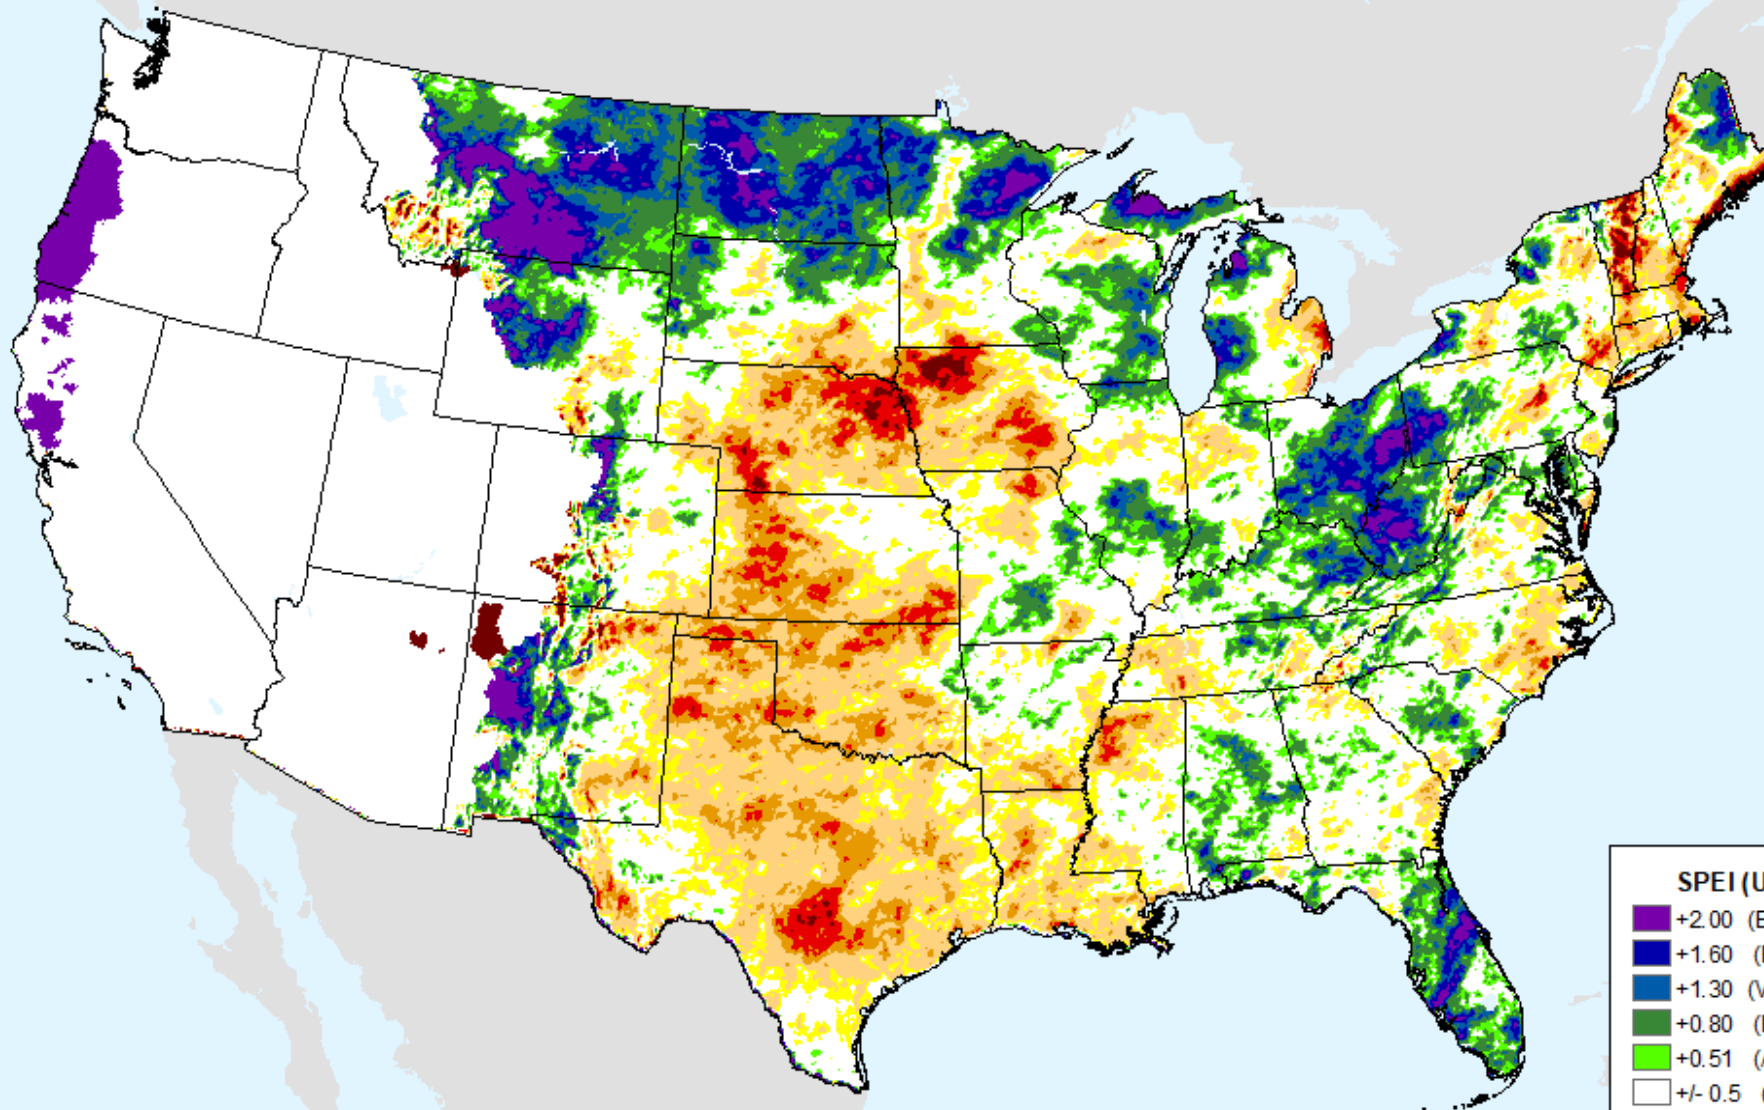 SPEI (U
+2.00 (E
+1.60 (
+1.30 (V
+0.80 (
+0.51 (
+/- 0.5 (